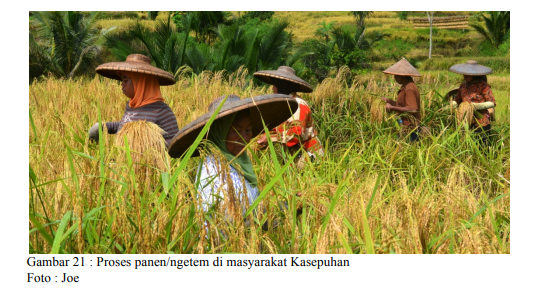 Gambar 21 : Proses panen/ngetem di masyarakat Kasepuhan
Foto : Joe